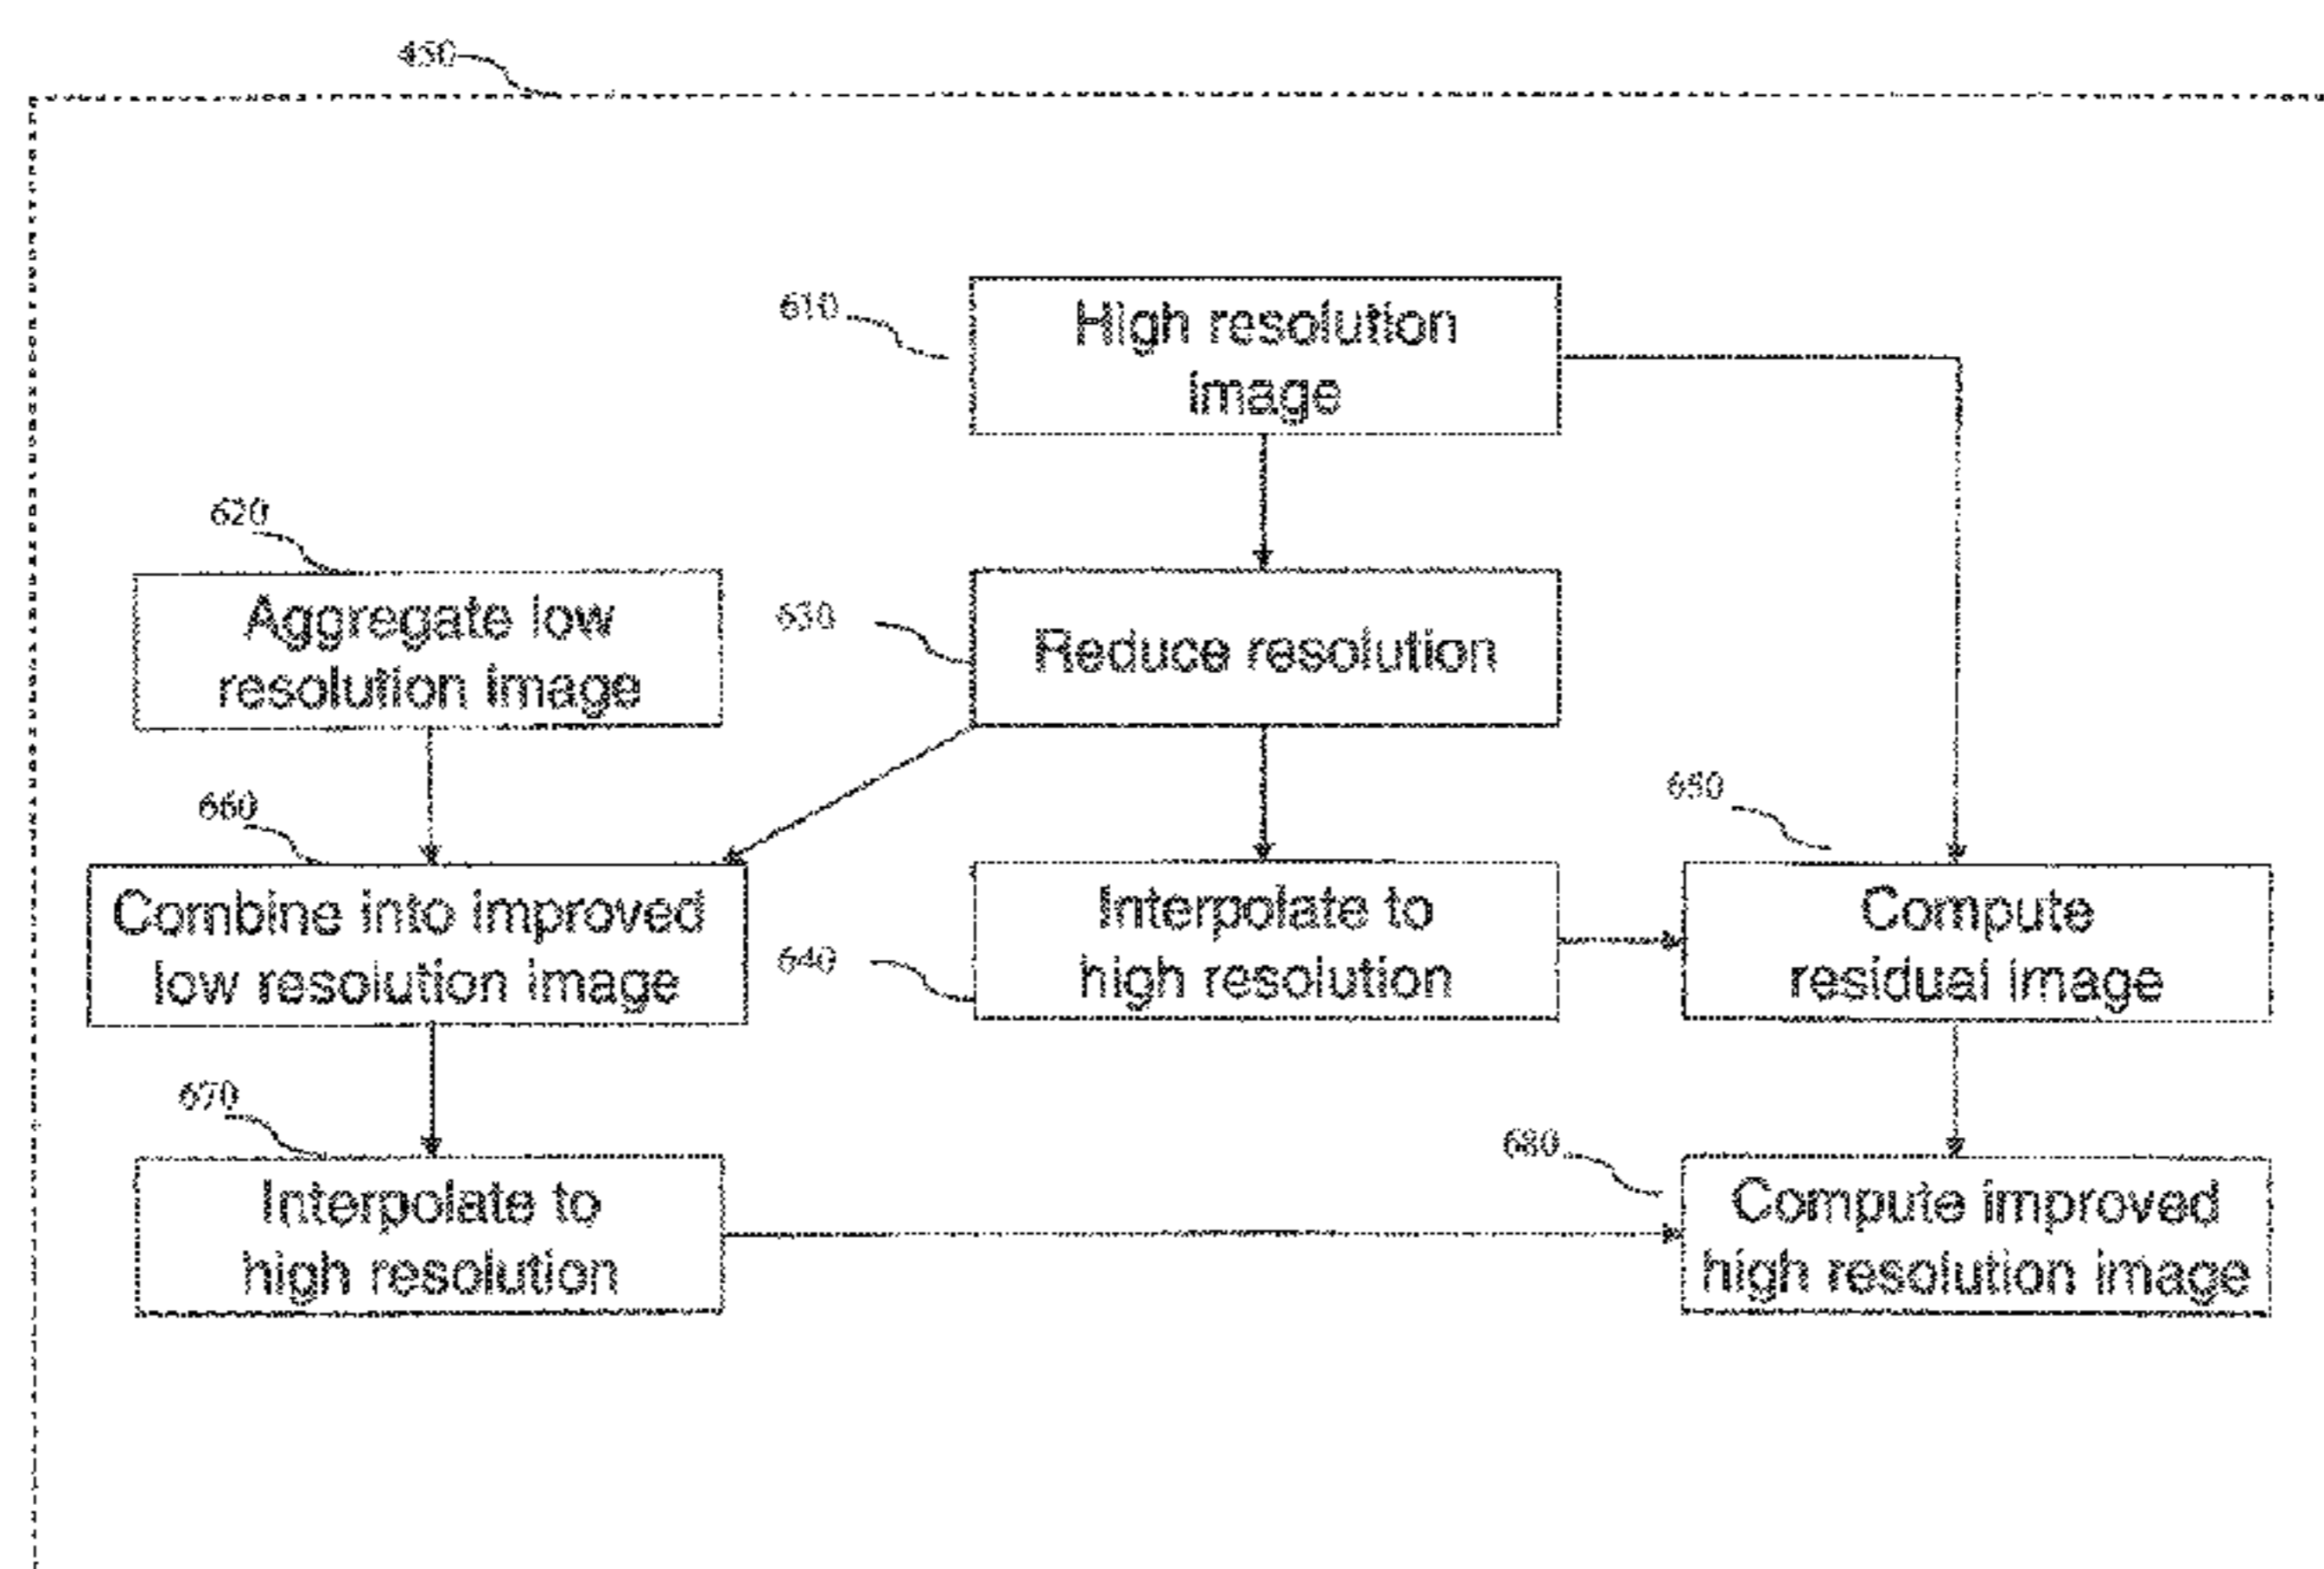 450
610
High resolution
image
620
Aggregate low
resolution image
630
Reduce resolution
660
Combine into improved
low resolution image
640
Interpolate to
high resolution
650
Compute
residual image
670
Interpolate to
high resolution
680
Compute improved
high resolution image